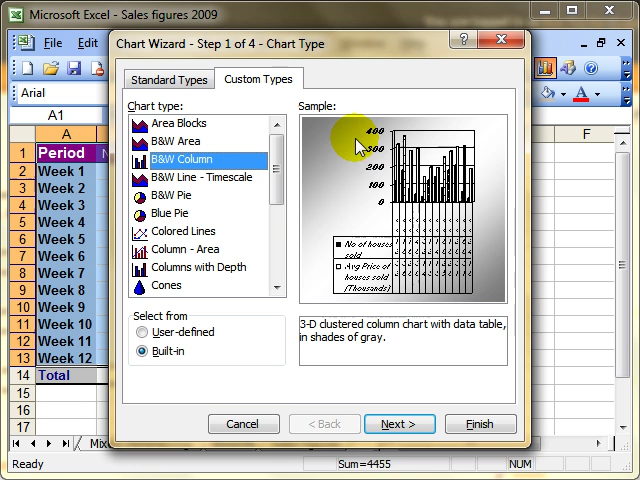 Microsoft Excel - Sales figures 2009
File Edit
Chart Wizard - Step 1 of 4 - Chart Type
Standard Types Custom Types
Arial
A1
Chart type:
Area Blocks
B&W Area
B&W Column
B&W Line - Timescale
B&W Pie
Blue Pie
Colored Lines
Column - Area
Columns with Depth
Cones
Sample:
400
300
200
100
0
No of houses
sold
Avg Price of
houses sold
(Thousands)
Select from
User-defined
Built-in
3-D clustered column chart with data table,
in shades of gray.
Cancel < Back Next > Finish
A F
1 Period
2 Week 1
3 Week 2
4 Week 3
5 Week 4
6 Week 5
7 Week 6
8 Week 7
9 Week 8
10 Week 9
11 Week 10
12 Week 11
13 Week 12
14 Total
15
16
17
Ready Sum=4455 NUM